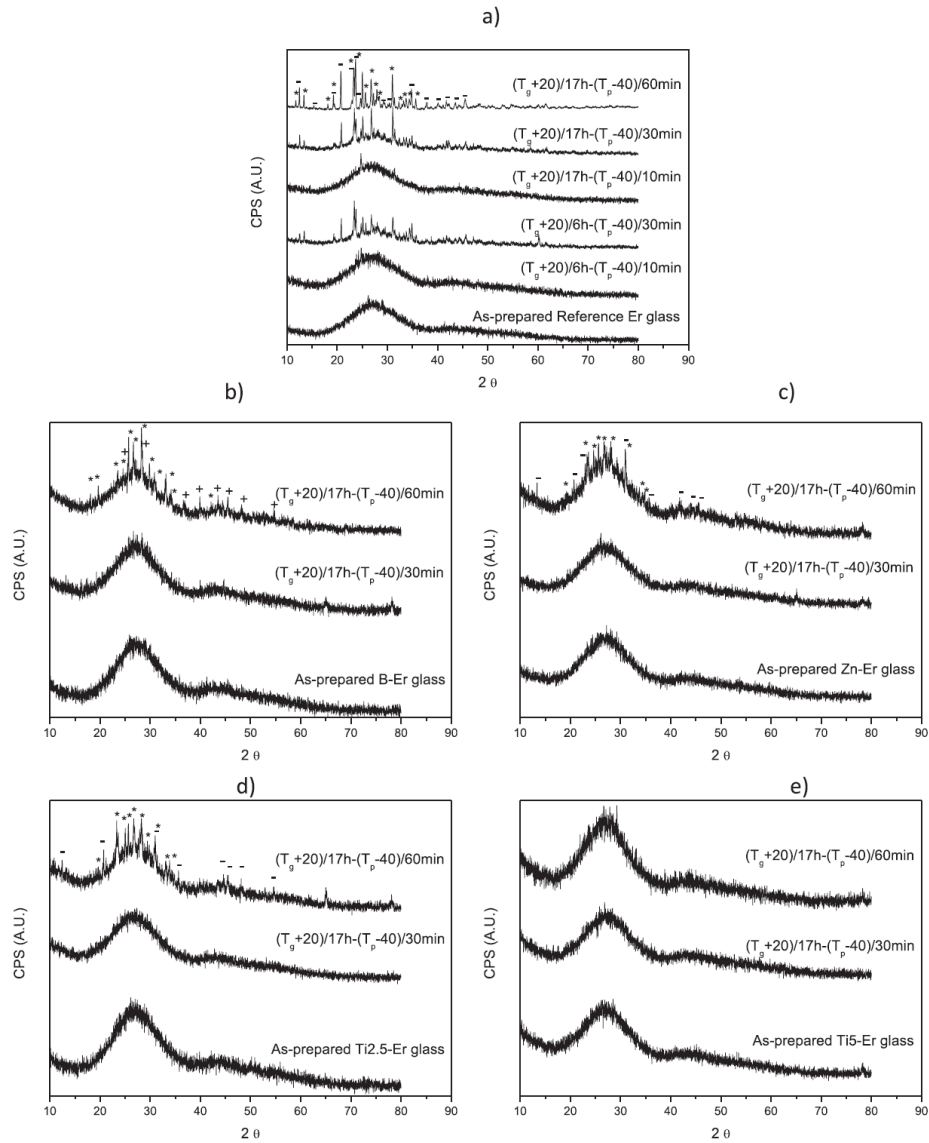 a)
(Tg+20)/17h-(Tp-40)/60min
(Tg+20)/17h-(Tp-40)/30min
(Tg+20)/17h-(Tp-40)/10min
(Tg+20)/6h-(Tp-40)/30min
(Tg+20)/6h-(Tp-40)/10min
As-prepared Reference Er glass
CPS (A.U.)
10 20 30 40 50 60 70 80 90
2 θ
b)
(Tg+20)/17h-(Tp-40)/60min
(Tg+20)/17h-(Tp-40)/30min
As-prepared B-Er glass
CPS (A.U.)
10 20 30 40 50 60 70 80 90
2 θ
c)
(Tg+20)/17h-(Tp-40)/60min
(Tg+20)/17h-(Tp-40)/30min
As-prepared Zn-Er glass
CPS (A.U.)
10 20 30 40 50 60 70 80 90
2 θ
d)
(Tg+20)/17h-(Tp-40)/60min
(Tg+20)/17h-(Tp-40)/30min
As-prepared Ti2.5-Er glass
CPS (A.U.)
10 20 30 40 50 60 70 80 90
2 θ
e)
(Tg+20)/17h-(Tp-40)/60min
(Tg+20)/17h-(Tp-40)/30min
As-prepared Ti5-Er glass
CPS (A.U.)
10 20 30 40 50 60 70 80 90
2 θ